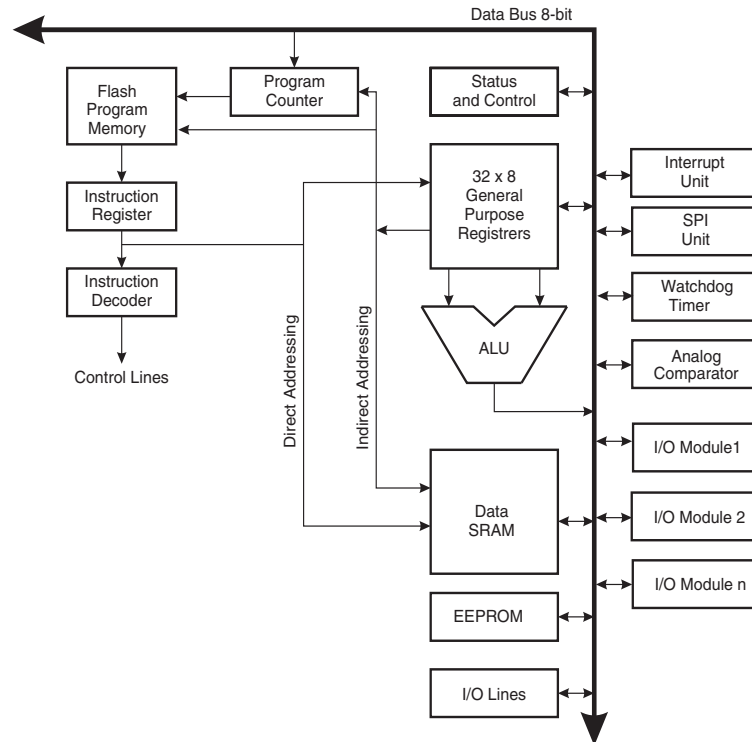 Data Bus 8-bit
Flash
Program
Memory
Program
Counter
Status
and Control
Instruction
Register
32 x 8
General
Purpose
Registrers
Interrupt
Unit
SPI
Unit
Instruction
Decoder
Watchdog
Timer
Control Lines
Direct Addressing
Indirect Addressing
ALU
Analog
Comparator
I/O Module1
Data
SRAM
I/O Module 2
I/O Module n
EEPROM
I/O Lines